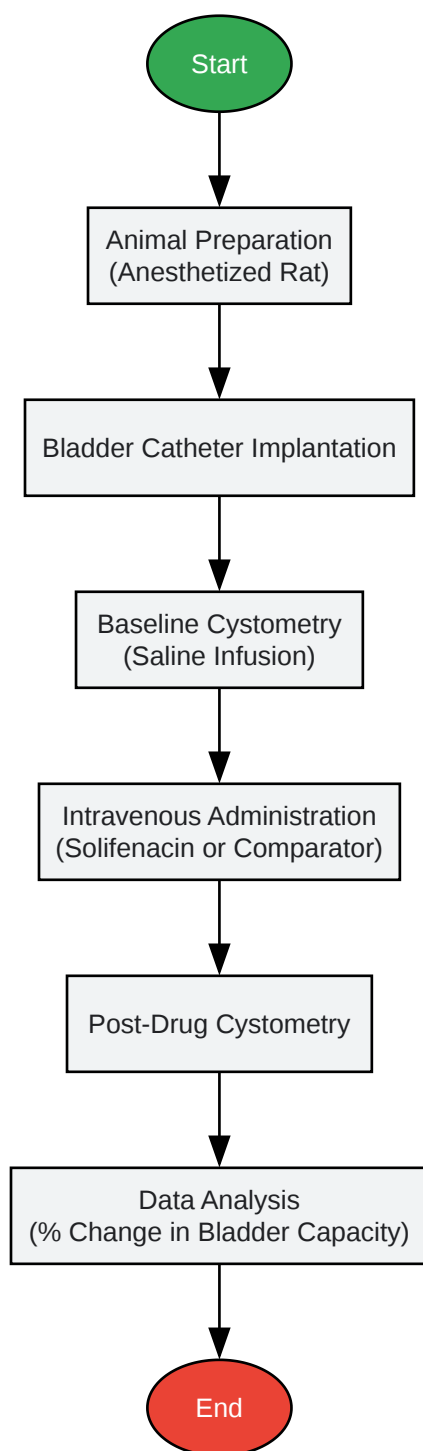 Start
Animal Preparation
(Anesthetized Rat)
Bladder Catheter Implantation
Baseline Cystometry
(Saline Infusion)
Intravenous Administration
(Solifenacin or Comparator)
Post-Drug Cystometry
Data Analysis
(% Change in Bladder Capacity)
End